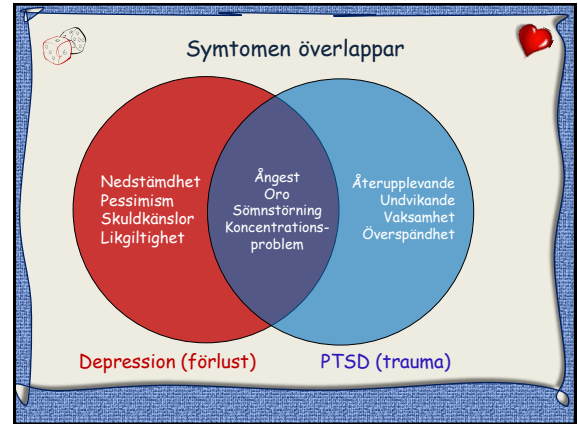 Symtomen överlappar
Nedstämdhet
Pessimism
Skuldkänslor
Likgiltighet
Ångest
Oro
Sömnstörning
Koncentrations-
problem
Återupplevande
Undvikande
Vaksamhet
Överspändhet
Depression (förlust)
PTSD (trauma)